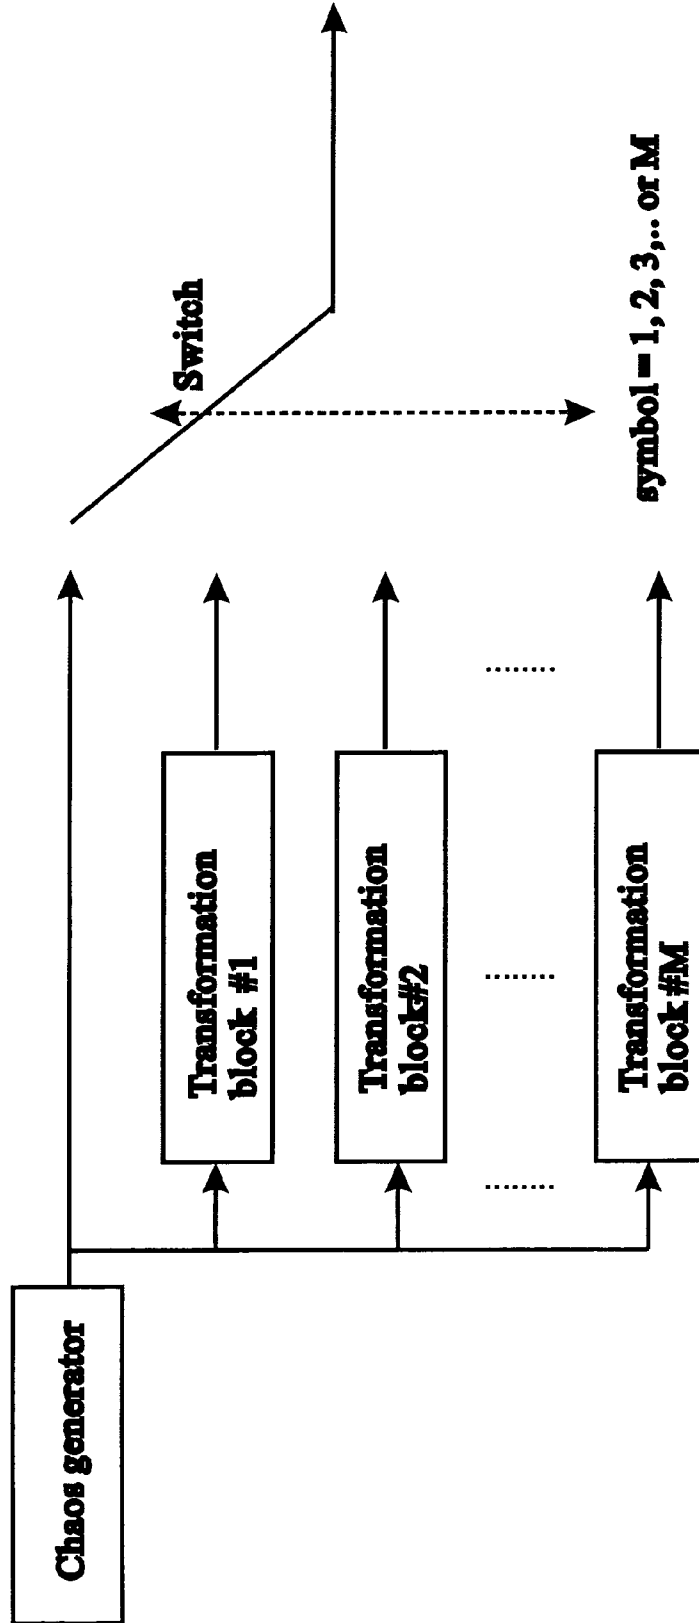 Chaos generator
Switch
Transformation
block #1
Transformation
block#2
Transformation
block #M
symbol = 1, 2, 3,.. or M